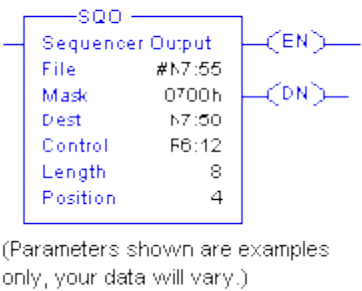 SQO
Sequencer Output
(EN)
File #N7:55
Mask 0700h
(DN)
Dest N7:50
Control R6:12
Length 8
Position 4
(Parameters shown are examples
only, your data will vary.)